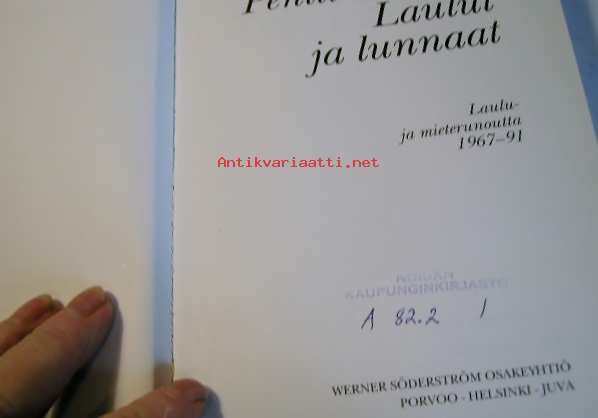 Laulut
ja lunnaat
Laulu-
ja mieterunoutta
1967–91
Antikvariaatti.net
KAUPUNGINKIRJASTO
A 82.2 1
WERNER SÖDERSTRÖM OSAKEYHTIÖ
PORVOO · HELSINKI · JUVA